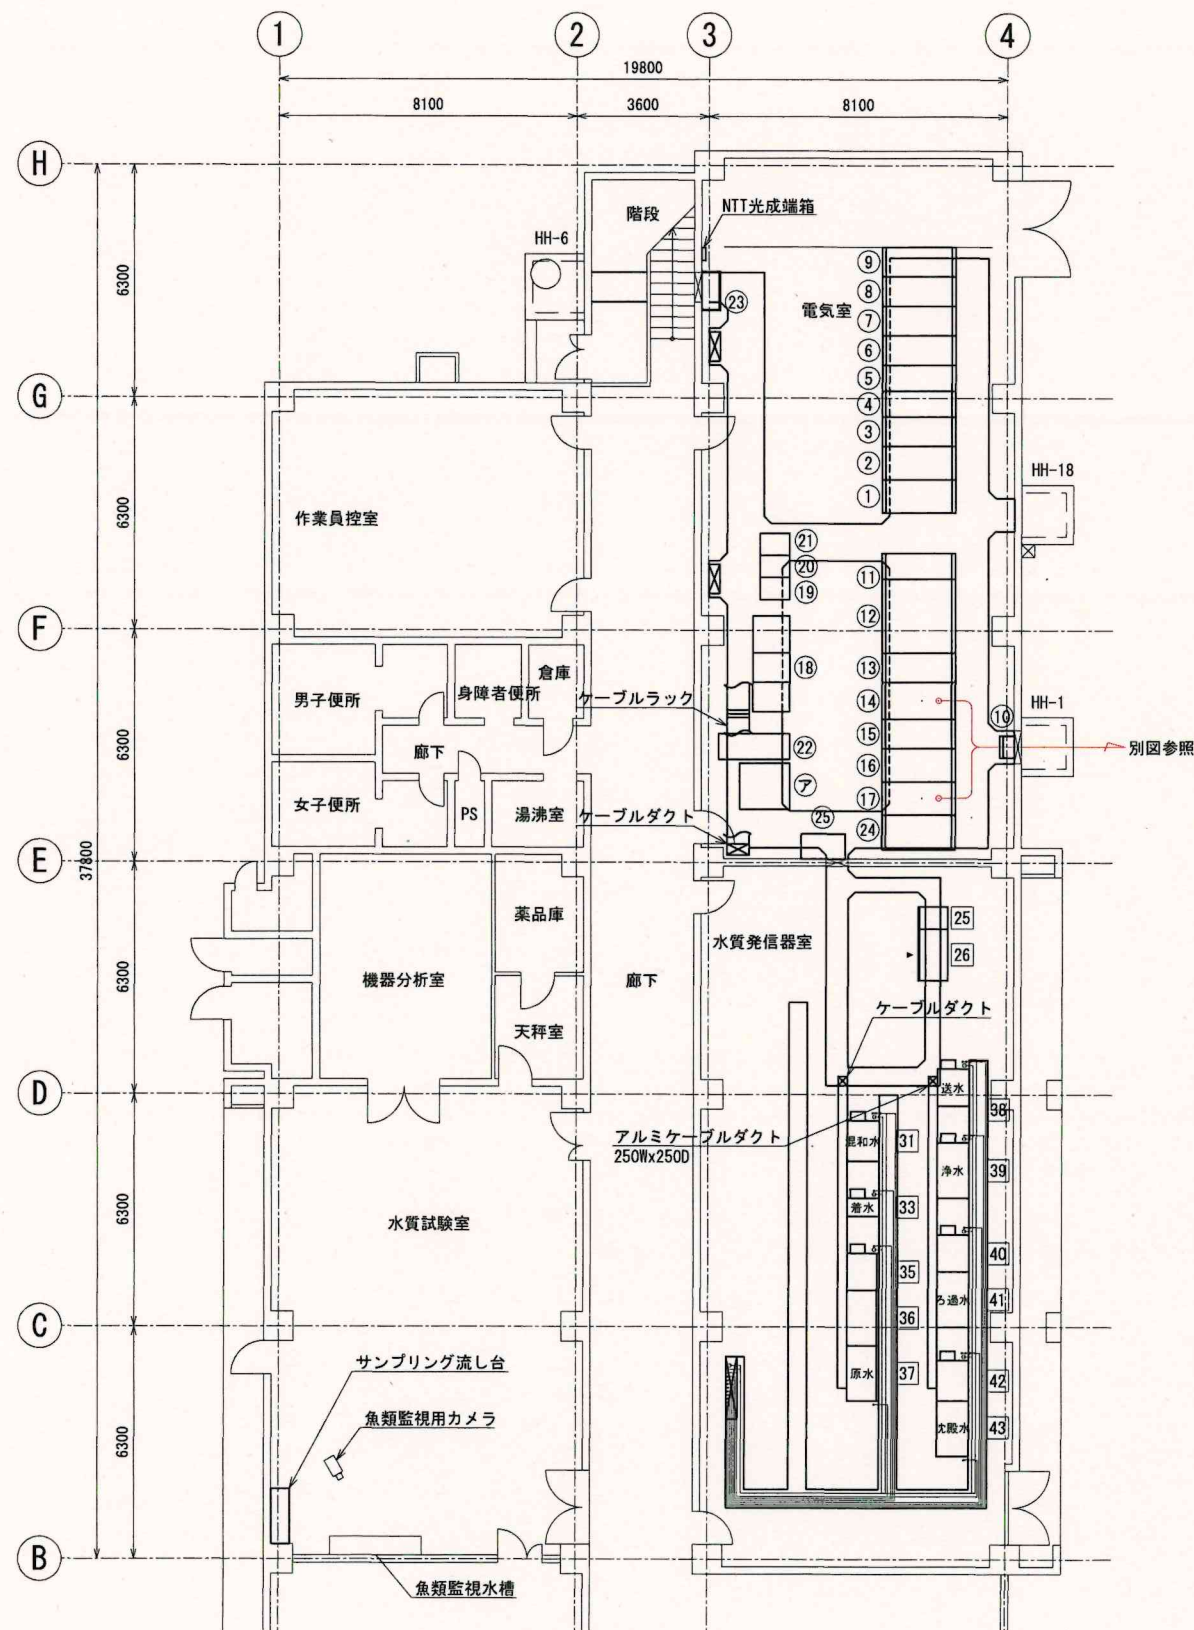 1
2
3
4
19800
8100
3600
8100
H
階段
NTT光成端箱
HH-6
23
電気室
9
8
7
6
5
4
3
2
1
6300
G
HH-18
作業員控室
6300
21
20
19
11
12
F
男子便所
身障者便所
倉庫
ケーブルラック
18
13
14
10
HH-1
別図参照
廊下
22
15
16
6300
女子便所
PS
湯沸室
ケーブルダクト
ア
17
25
24
E
37800
薬品庫
水質発信器室
25
26
機器分析室
廊下
6300
天秤室
ケーブルダクト
D
送水
38
アルミケーブルダクト
250Wx250D
混和水
31
浄水
39
着水
33
水質試験室
6300
40
35
ろ過水
41
36
C
サンプリング流し台
原水
37
42
魚類監視用カメラ
沈殿水
43
6300
B
魚類監視水槽